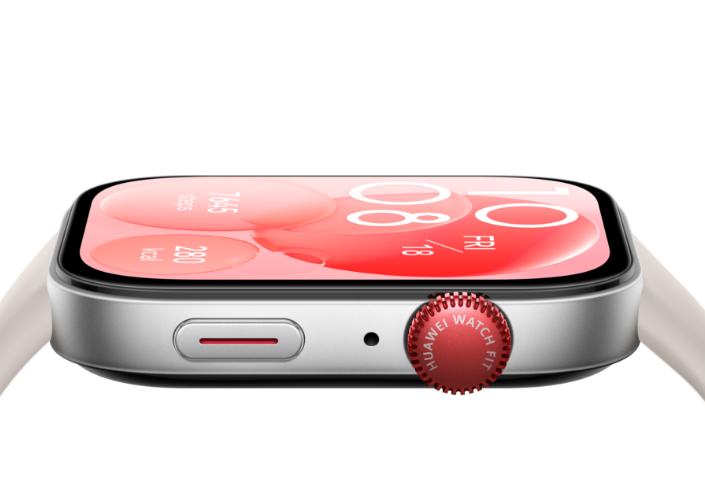 10
08
FRI
/ 18
7645
steps
280
kcal
HUAWEI WATCH FIT